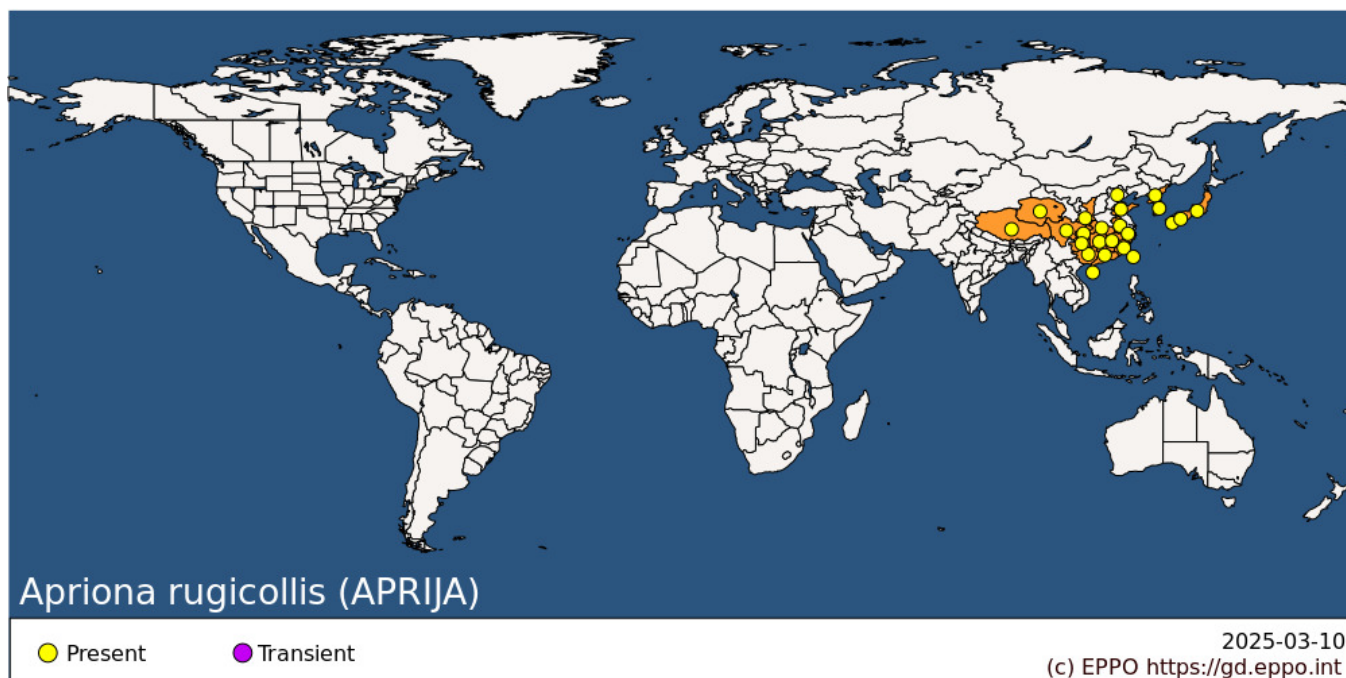 Apriona rugicollis (APRIJA)
Present
Transient
2025-03-10
(c) EPPO https://gd.eppo.int